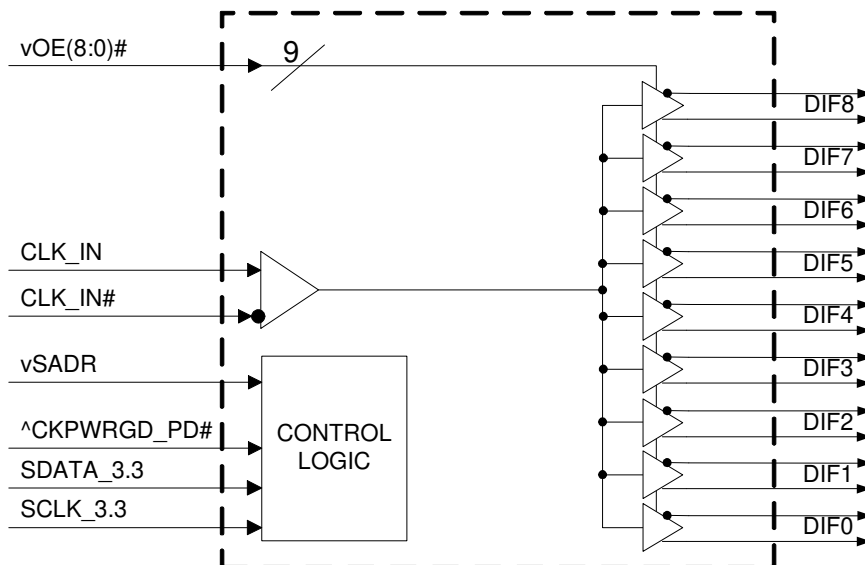 vOE(8:0)#
9
DIF8
DIF7
DIF6
CLK_IN
DIF5
CLK_IN#
DIF4
vSADR
DIF3
^CKPWRGD_PD#
CONTROL
LOGIC
DIF2
SDATA_3.3
DIF1
SCLK_3.3
DIF0